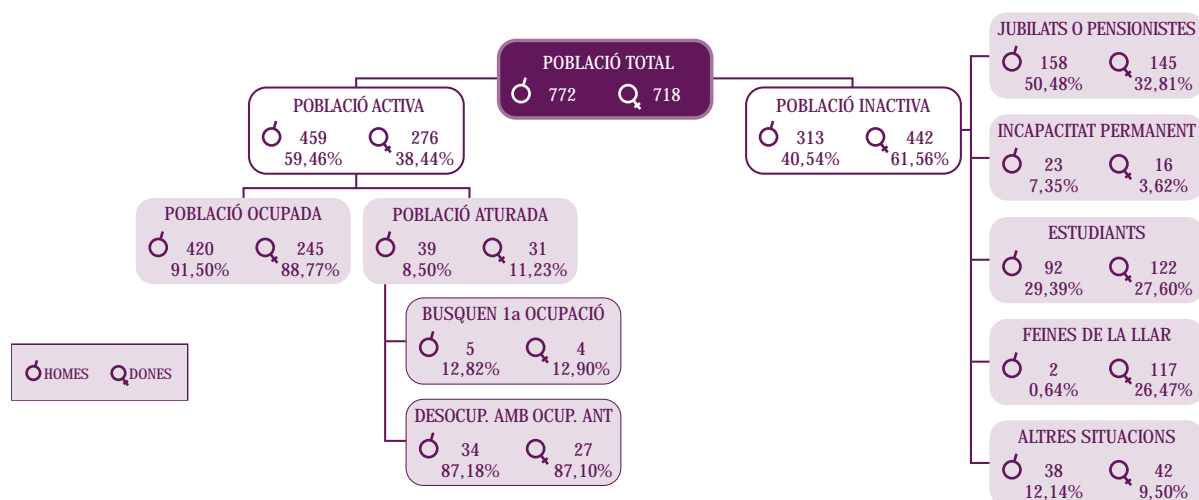 POBLACIÓ TOTAL
772 718
POBLACIÓ ACTIVA
459 276
59,46% 38,44%
POBLACIÓ INACTIVA
313 442
40,54% 61,56%
POBLACIÓ OCUPADA
420 245
91,50% 88,77%
POBLACIÓ ATURADA
39 31
8,50% 11,23%
BUSQUEN 1a OCUPACIÓ
5 4
12,82% 12,90%
DESOCUP. AMB OCUP. ANT
34 27
87,18% 87,10%
JUBILATS O PENSIONISTES
158 145
50,48% 32,81%
INCAPACITAT PERMANENT
23 16
7,35% 3,62%
ESTUDIANTS
92 122
29,39% 27,60%
FEINES DE LA LLAR
2 117
0,64% 26,47%
ALTRES SITUACIONS
38 42
12,14% 9,50%
HOMES DONES